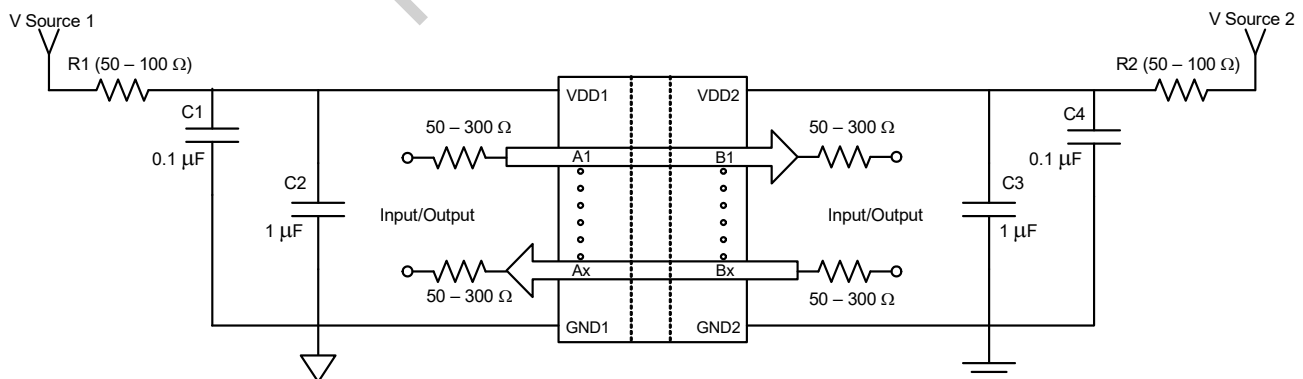 V Source 1
V Source 2
R1 (50 – 100 Ω)
R2 (50 – 100 Ω)
C1
VDD1
VDD2
C4
50 – 300 Ω
50 – 300 Ω
0.1 μF
A1
B1
0.1 μF
C2
C3
Input/Output
Input/Output
1 μF
1 μF
Ax
Bx
50 – 300 Ω
50 – 300 Ω
GND1
GND2